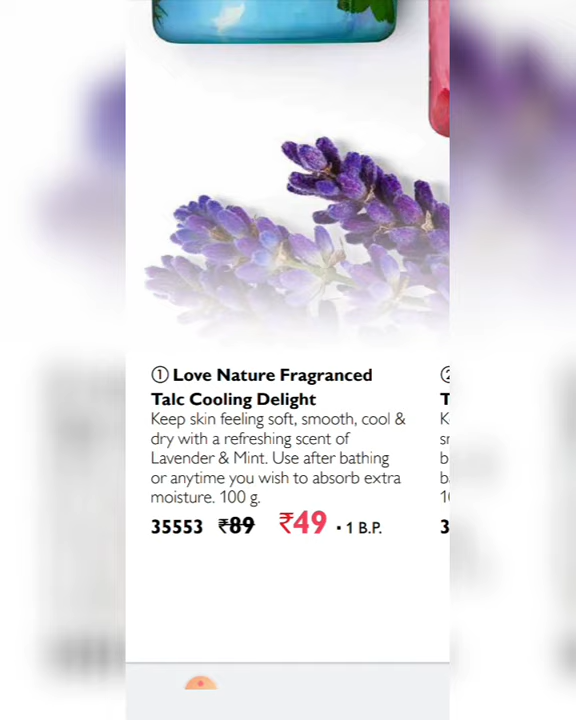 ① Love Nature Fragranced
Talc Cooling Delight
Keep skin feeling soft, smooth, cool &
dry with a refreshing scent of
Lavender & Mint. Use after bathing
or anytime you wish to absorb extra
moisture. 100 g.
35553 ₹89 ₹49 • 1 B.P.